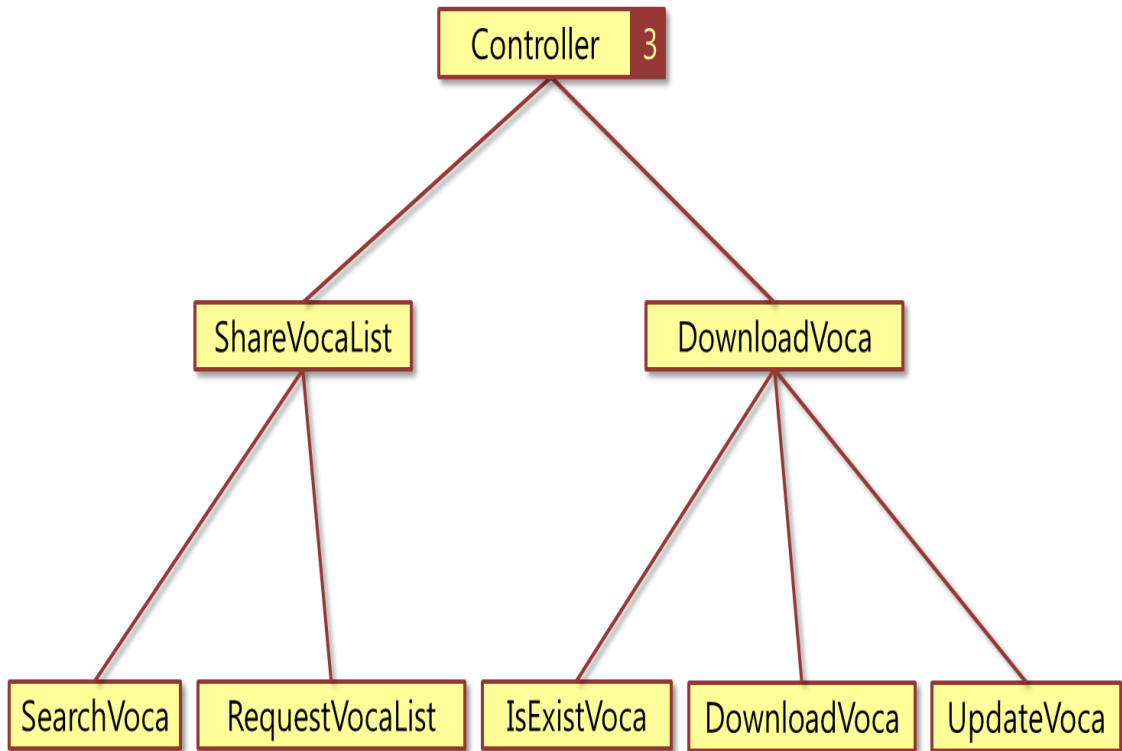 Controller 3
ShareVocaList
DownloadVoca
SearchVoca
RequestVocaList
IsExistVoca
DownloadVoca
UpdateVoca